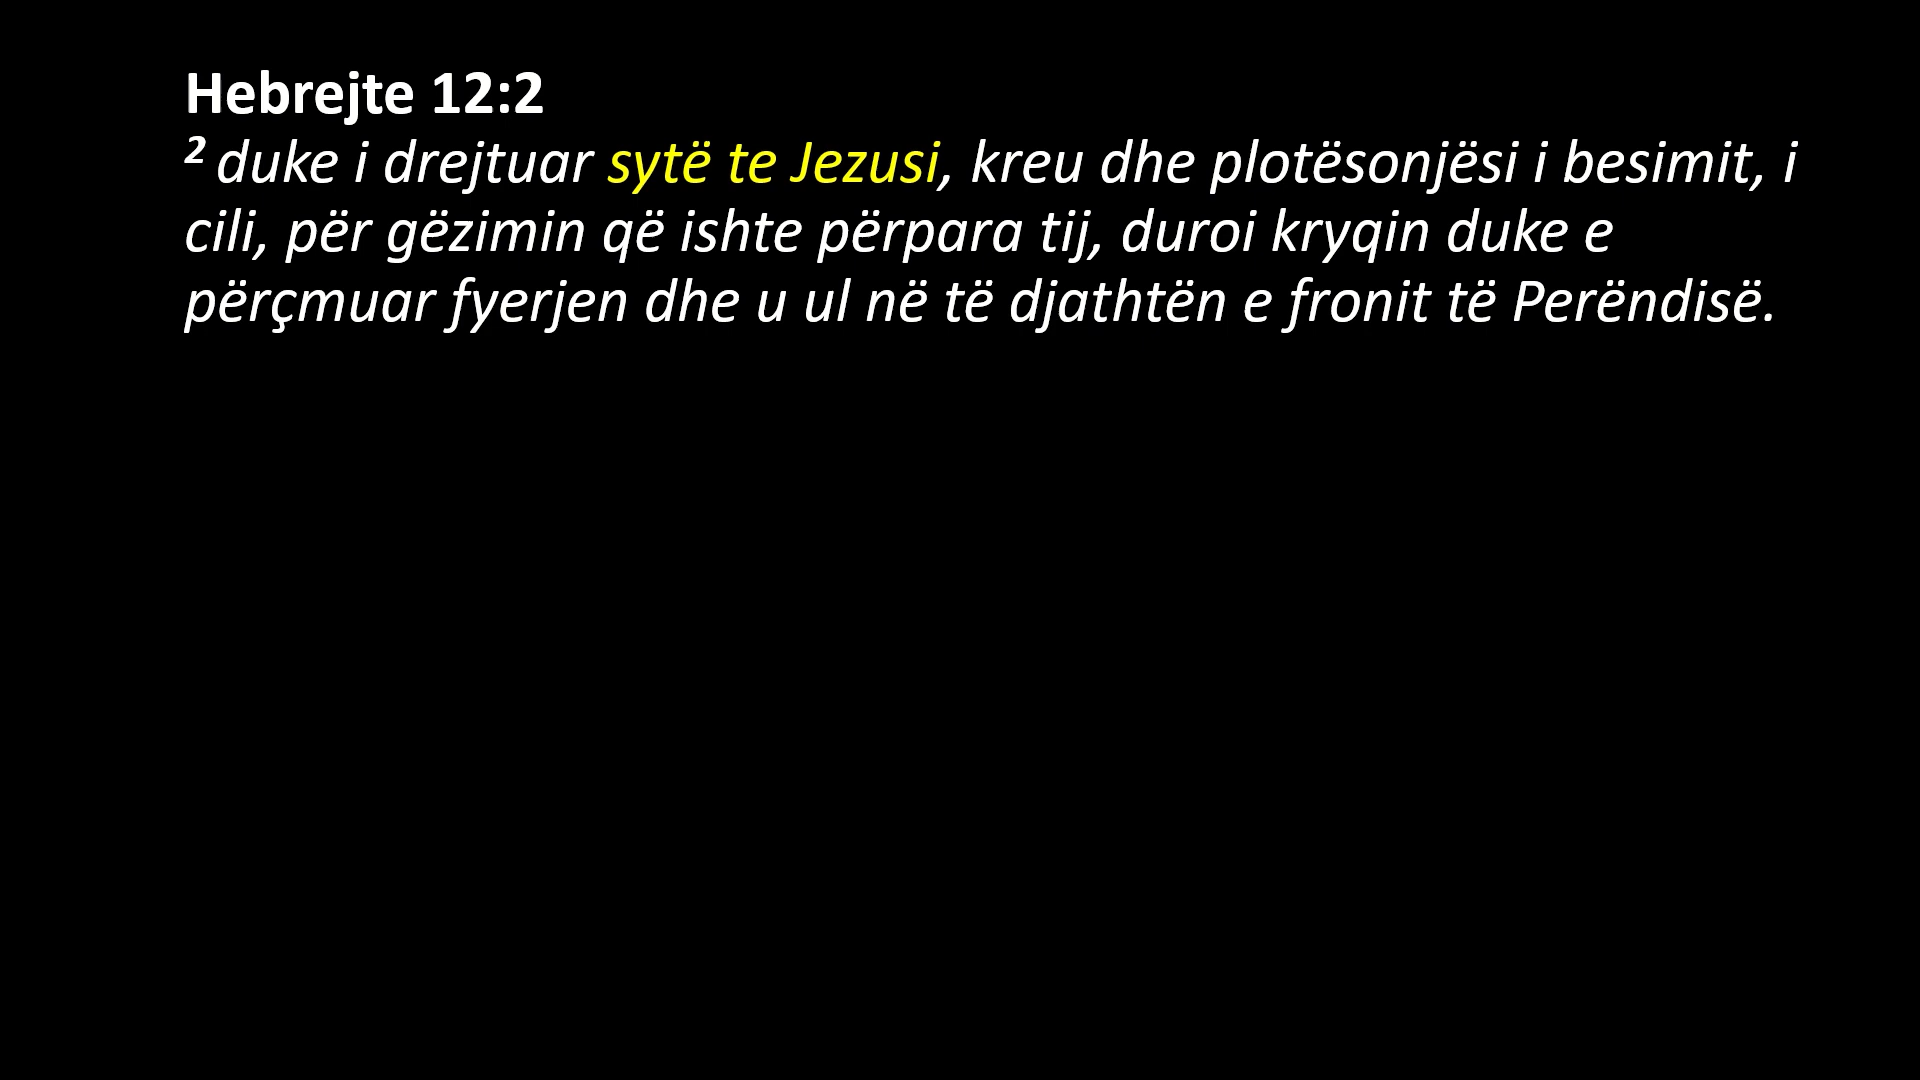 Hebrejte 12:2
2 duke i drejtuar sytë te Jezusi, kreu dhe plotësonjësi i besimit, i
cili, për gëzimin që ishte përpara tij, duroi kryqin duke e
përçmuar fyerjen dhe u ul në të djathtën e fronit të Perëndisë.